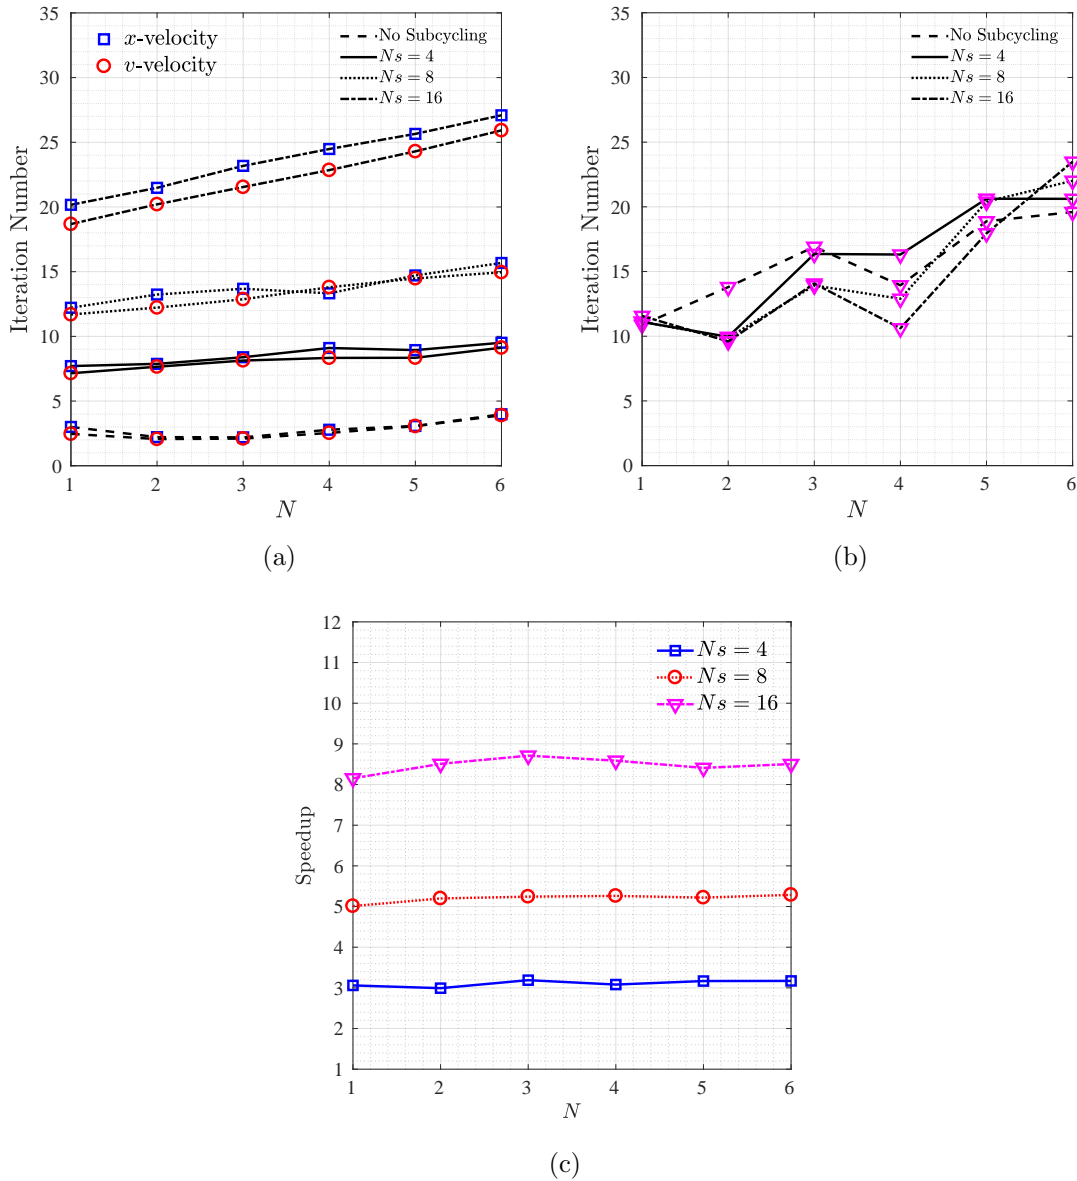 x-velocity
v-velocity
No Subcycling
Ns = 4
Ns = 8
Ns = 16
Iteration Number
35
30
25
20
15
10
5
0
1 2 3 4 5 6
N
(a)
No Subcycling
Ns = 4
Ns = 8
Ns = 16
Iteration Number
35
30
25
20
15
10
5
0
1 2 3 4 5 6
N
(b)
Ns = 4
Ns = 8
Ns = 16
Speedup
12
11
10
9
8
7
6
5
4
3
2
1
1 2 3 4 5 6
N
(c)